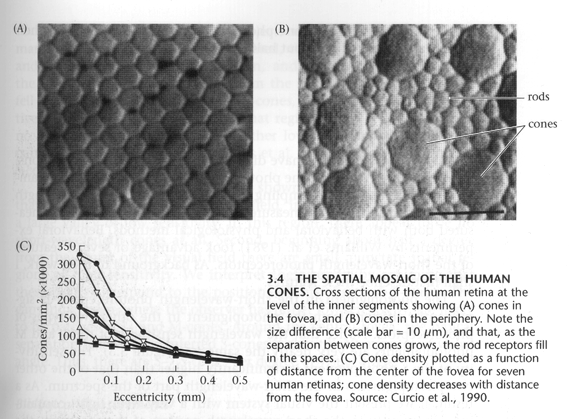 (A)
(B)
rods
cones
(C)
350
300
250
200
150
100
50
0
Cones/mm² (×1000)
0.1 0.2 0.3 0.4 0.5
Eccentricity (mm)
3.4 THE SPATIAL MOSAIC OF THE HUMAN
CONES. Cross sections of the human retina at the
level of the inner segments showing (A) cones in
the fovea, and (B) cones in the periphery. Note the
size difference (scale bar = 10 μm), and that, as the
separation between cones grows, the rod receptors fill
in the spaces. (C) Cone density plotted as a function
of distance from the center of the fovea for seven
human retinas; cone density decreases with distance
from the fovea. Source: Curcio et al., 1990.